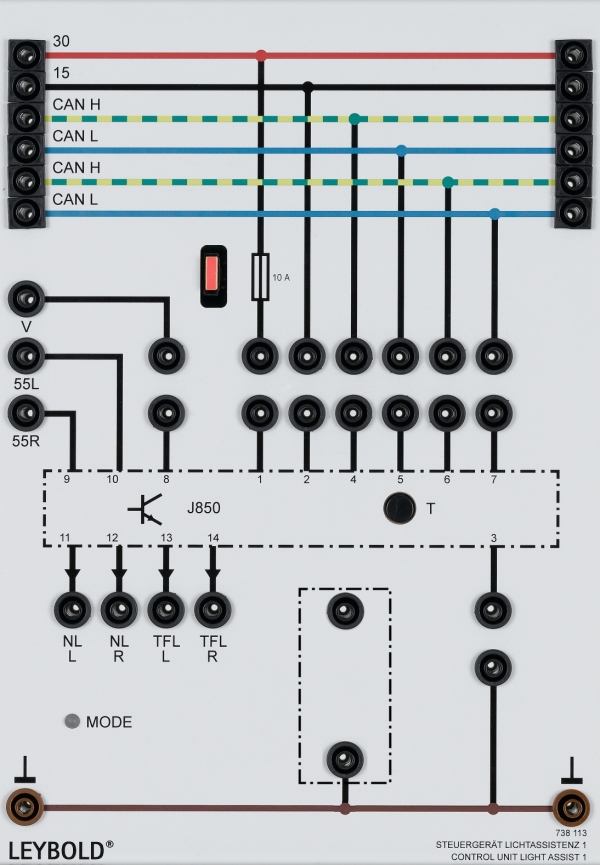 30
15
CAN H
CAN L
CAN H
CAN L
10 A
V
55L
55R
9 10 8 1 2 4 5 6 7
J850 T
11 12 13 14 3
NL L
NL R
TFL L
TFL R
MODE
738 113
LEYBOLD®
STEUERGERÄT LICHTASSISTENZ 1
CONTROL UNIT LIGHT ASSIST 1